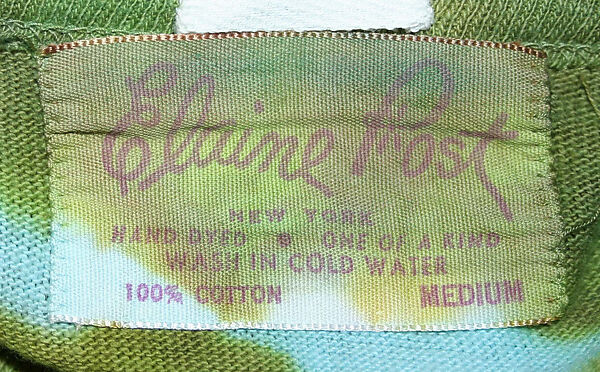 Elaine Post
NEW YORK
HAND DYED ® ONE OF A KIND
WASH IN COLD WATER
100% COTTON MEDIUM